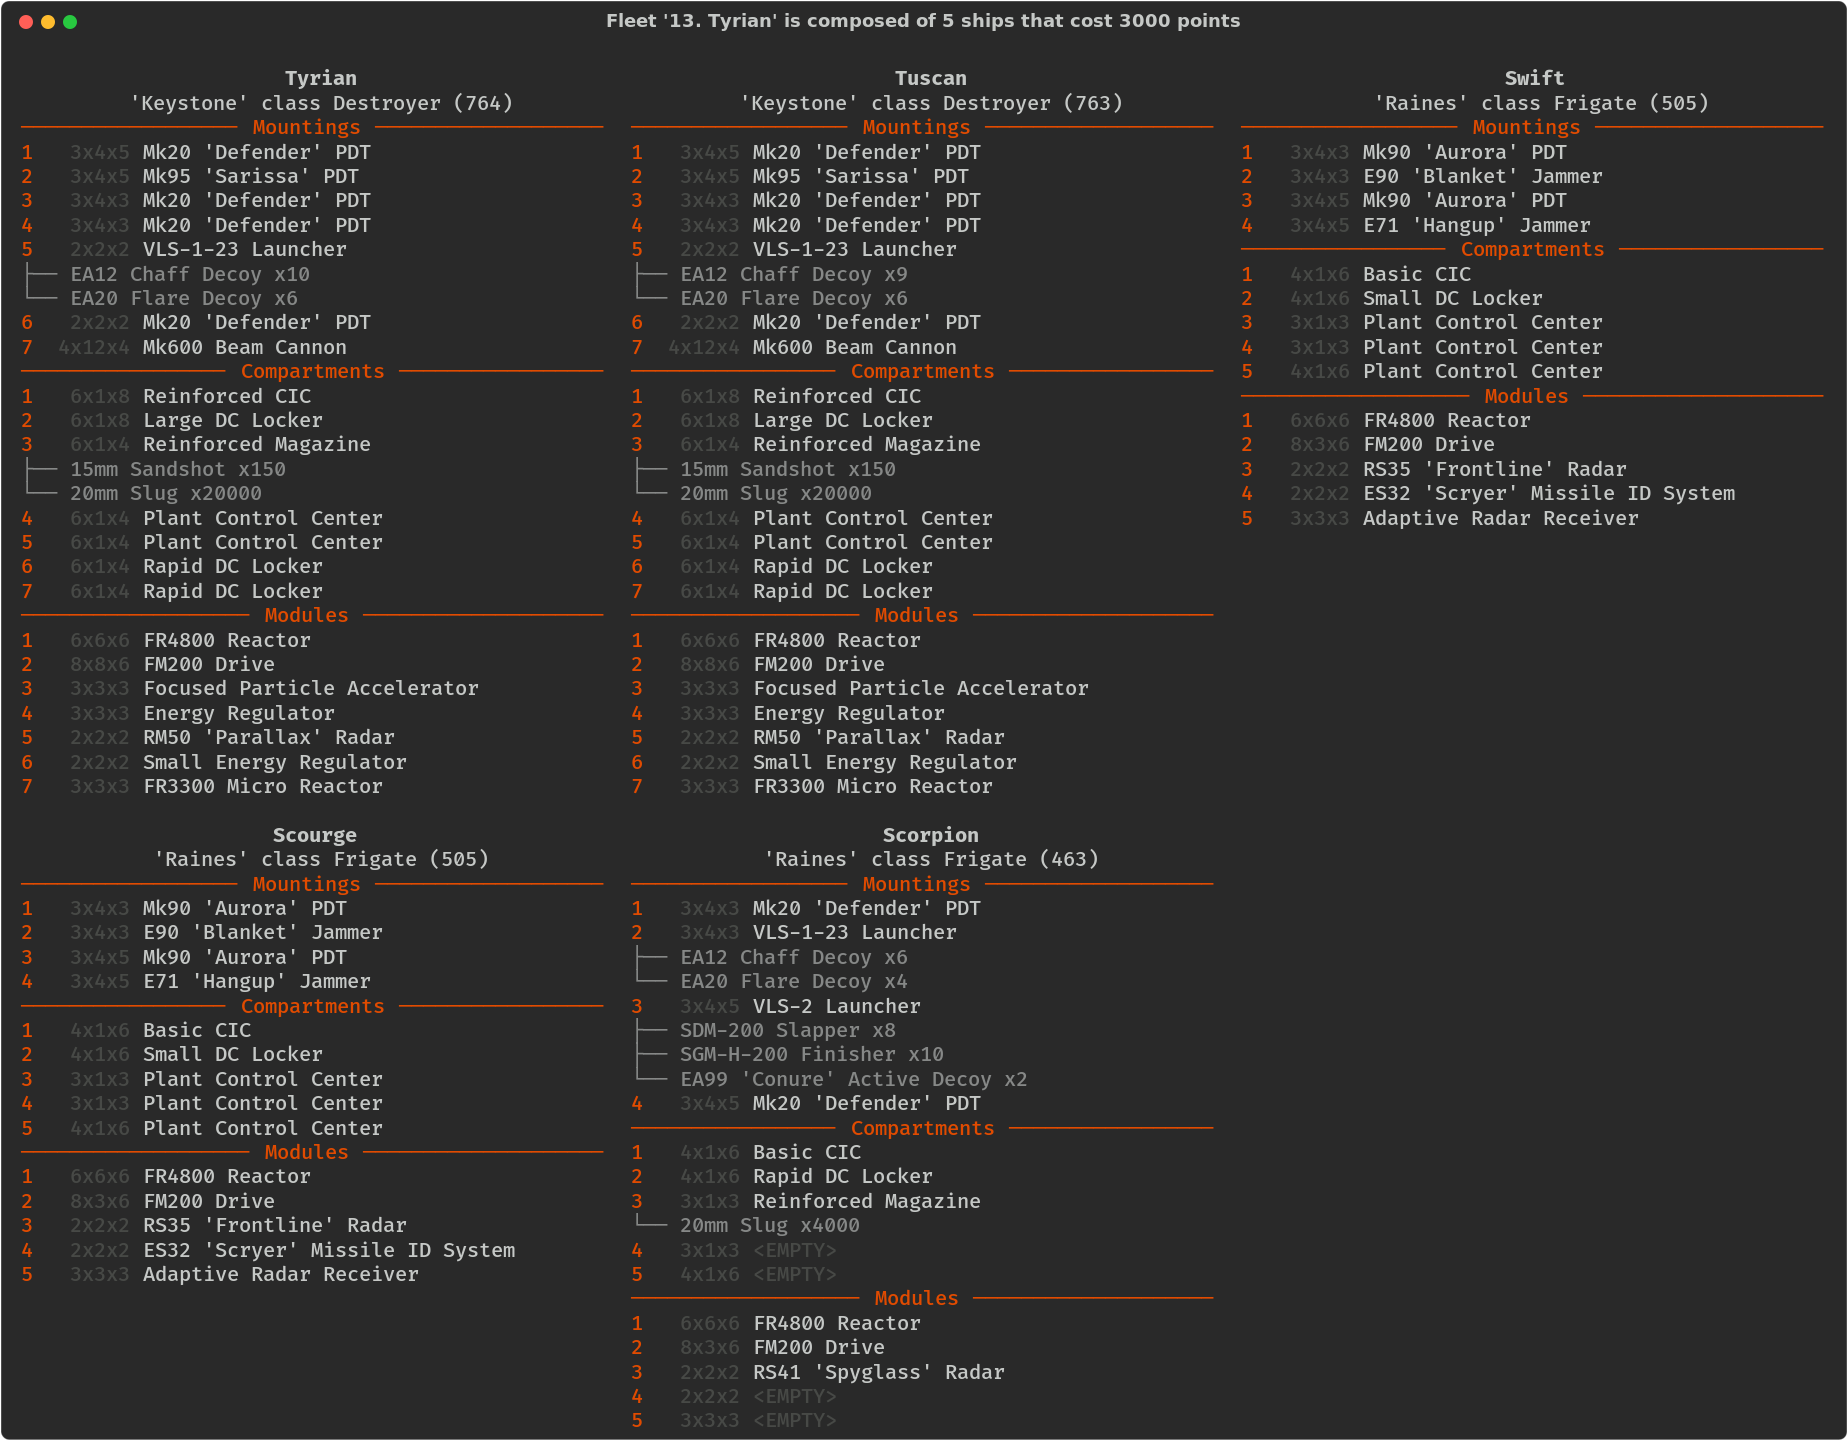 Fleet '13. Tyrian' is composed of 5 ships that cost 3000 points
Tyrian
'Keystone' class Destroyer (764)
Mountings
1 3x4x5 Mk20 'Defender' PDT
2 3x4x5 Mk95 'Sarissa' PDT
3 3x4x3 Mk20 'Defender' PDT
4 3x4x3 Mk20 'Defender' PDT
5 2x2x2 VLS-1-23 Launcher
├── EA12 Chaff Decoy x10
└── EA20 Flare Decoy x6
6 2x2x2 Mk20 'Defender' PDT
7 4x12x4 Mk600 Beam Cannon
Compartments
1 6x1x8 Reinforced CIC
2 6x1x8 Large DC Locker
3 6x1x4 Reinforced Magazine
├── 15mm Sandshot x150
└── 20mm Slug x20000
4 6x1x4 Plant Control Center
5 6x1x4 Plant Control Center
6 6x1x4 Rapid DC Locker
7 6x1x4 Rapid DC Locker
Modules
1 6x6x6 FR4800 Reactor
2 8x8x6 FM200 Drive
3 3x3x3 Focused Particle Accelerator
4 3x3x3 Energy Regulator
5 2x2x2 RM50 'Parallax' Radar
6 2x2x2 Small Energy Regulator
7 3x3x3 FR3300 Micro Reactor
Tuscan
'Keystone' class Destroyer (763)
Mountings
1 3x4x5 Mk20 'Defender' PDT
2 3x4x5 Mk95 'Sarissa' PDT
3 3x4x3 Mk20 'Defender' PDT
4 3x4x3 Mk20 'Defender' PDT
5 2x2x2 VLS-1-23 Launcher
├── EA12 Chaff Decoy x9
└── EA20 Flare Decoy x6
6 2x2x2 Mk20 'Defender' PDT
7 4x12x4 Mk600 Beam Cannon
Compartments
1 6x1x8 Reinforced CIC
2 6x1x8 Large DC Locker
3 6x1x4 Reinforced Magazine
├── 15mm Sandshot x150
└── 20mm Slug x20000
4 6x1x4 Plant Control Center
5 6x1x4 Plant Control Center
6 6x1x4 Rapid DC Locker
7 6x1x4 Rapid DC Locker
Modules
1 6x6x6 FR4800 Reactor
2 8x8x6 FM200 Drive
3 3x3x3 Focused Particle Accelerator
4 3x3x3 Energy Regulator
5 2x2x2 RM50 'Parallax' Radar
6 2x2x2 Small Energy Regulator
7 3x3x3 FR3300 Micro Reactor
Swift
'Raines' class Frigate (505)
Mountings
1 3x4x3 Mk90 'Aurora' PDT
2 3x4x3 E90 'Blanket' Jammer
3 3x4x5 Mk90 'Aurora' PDT
4 3x4x5 E71 'Hangup' Jammer
Compartments
1 4x1x6 Basic CIC
2 4x1x6 Small DC Locker
3 3x1x3 Plant Control Center
4 3x1x3 Plant Control Center
5 4x1x6 Plant Control Center
Modules
1 6x6x6 FR4800 Reactor
2 8x3x6 FM200 Drive
3 2x2x2 RS35 'Frontline' Radar
4 2x2x2 ES32 'Scryer' Missile ID System
5 3x3x3 Adaptive Radar Receiver
Scourge
'Raines' class Frigate (505)
Mountings
1 3x4x3 Mk90 'Aurora' PDT
2 3x4x3 E90 'Blanket' Jammer
3 3x4x5 Mk90 'Aurora' PDT
4 3x4x5 E71 'Hangup' Jammer
Compartments
1 4x1x6 Basic CIC
2 4x1x6 Small DC Locker
3 3x1x3 Plant Control Center
4 3x1x3 Plant Control Center
5 4x1x6 Plant Control Center
Modules
1 6x6x6 FR4800 Reactor
2 8x3x6 FM200 Drive
3 2x2x2 RS35 'Frontline' Radar
4 2x2x2 ES32 'Scryer' Missile ID System
5 3x3x3 Adaptive Radar Receiver
Scorpion
'Raines' class Frigate (463)
Mountings
1 3x4x3 Mk20 'Defender' PDT
2 3x4x3 VLS-1-23 Launcher
├── EA12 Chaff Decoy x6
└── EA20 Flare Decoy x4
3 3x4x5 VLS-2 Launcher
├── SDM-200 Slapper x8
├── SGM-H-200 Finisher x10
└── EA99 'Conure' Active Decoy x2
4 3x4x5 Mk20 'Defender' PDT
Compartments
1 4x1x6 Basic CIC
2 4x1x6 Rapid DC Locker
3 3x1x3 Reinforced Magazine
└── 20mm Slug x4000
4 3x1x3 <EMPTY>
5 4x1x6 <EMPTY>
Modules
1 6x6x6 FR4800 Reactor
2 8x3x6 FM200 Drive
3 2x2x2 RS41 'Spyglass' Radar
4 2x2x2 <EMPTY>
5 3x3x3 <EMPTY>